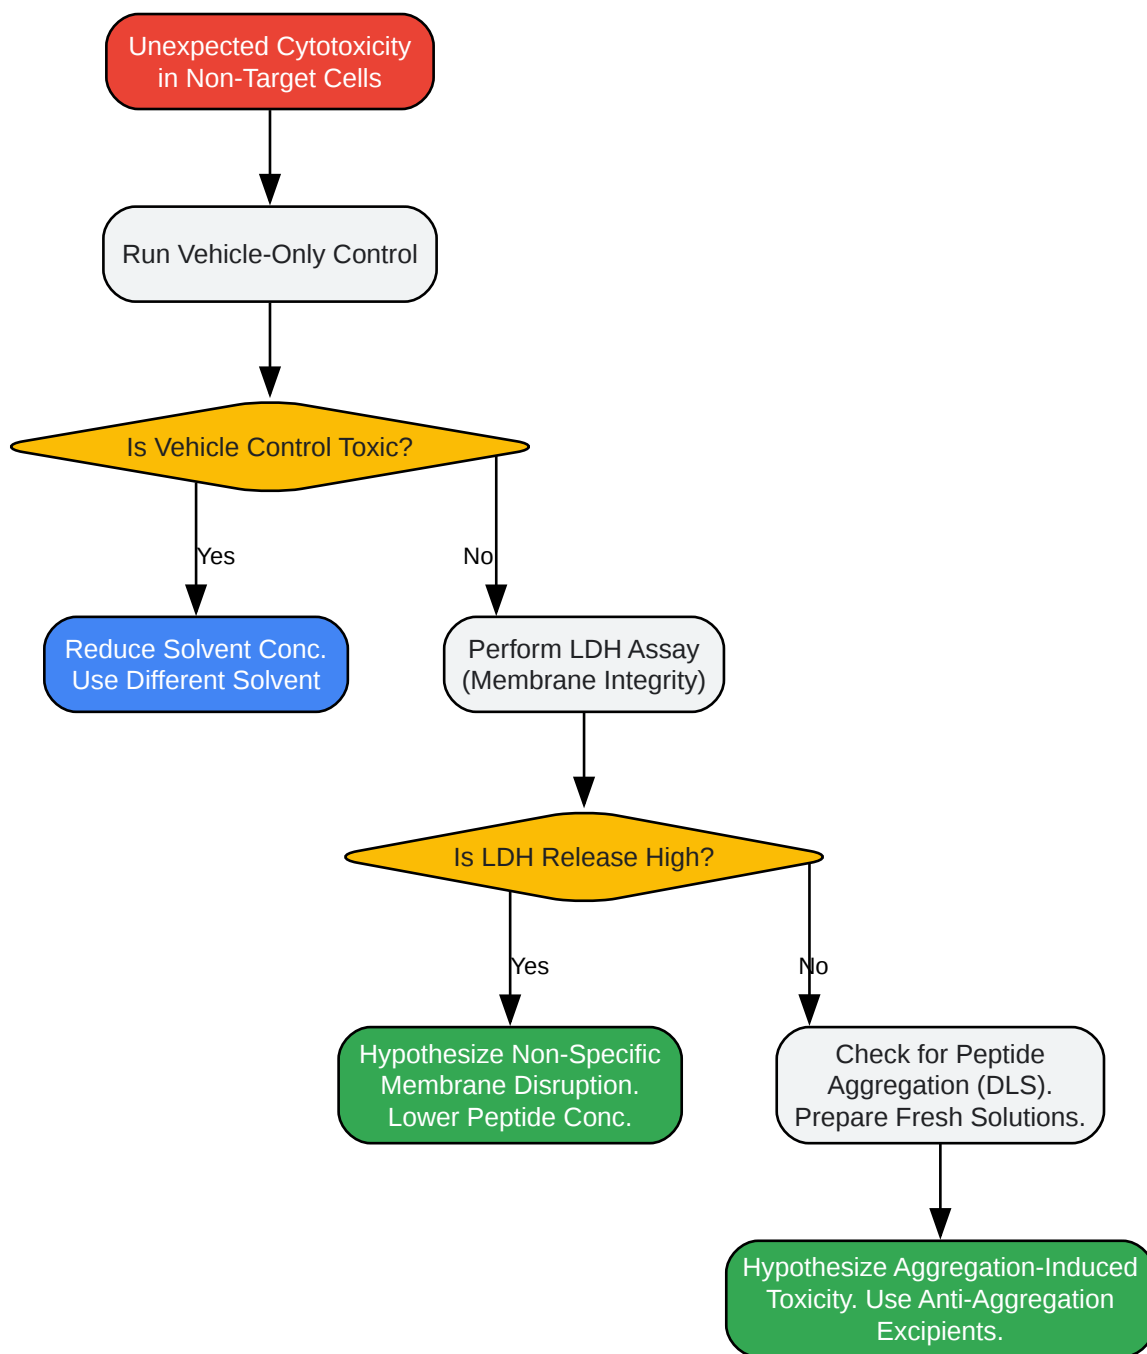 Unexpected Cytotoxicity
in Non-Target Cells
Run Vehicle-Only Control
Is Vehicle Control Toxic?
Yes
No
Reduce Solvent Conc.
Use Different Solvent
Perform LDH Assay
(Membrane Integrity)
Is LDH Release High?
Yes
No
Hypothesize Non-Specific
Membrane Disruption.
Lower Peptide Conc.
Check for Peptide
Aggregation (DLS).
Prepare Fresh Solutions.
Hypothesize Aggregation-Induced
Toxicity. Use Anti-Aggregation
Excipients.